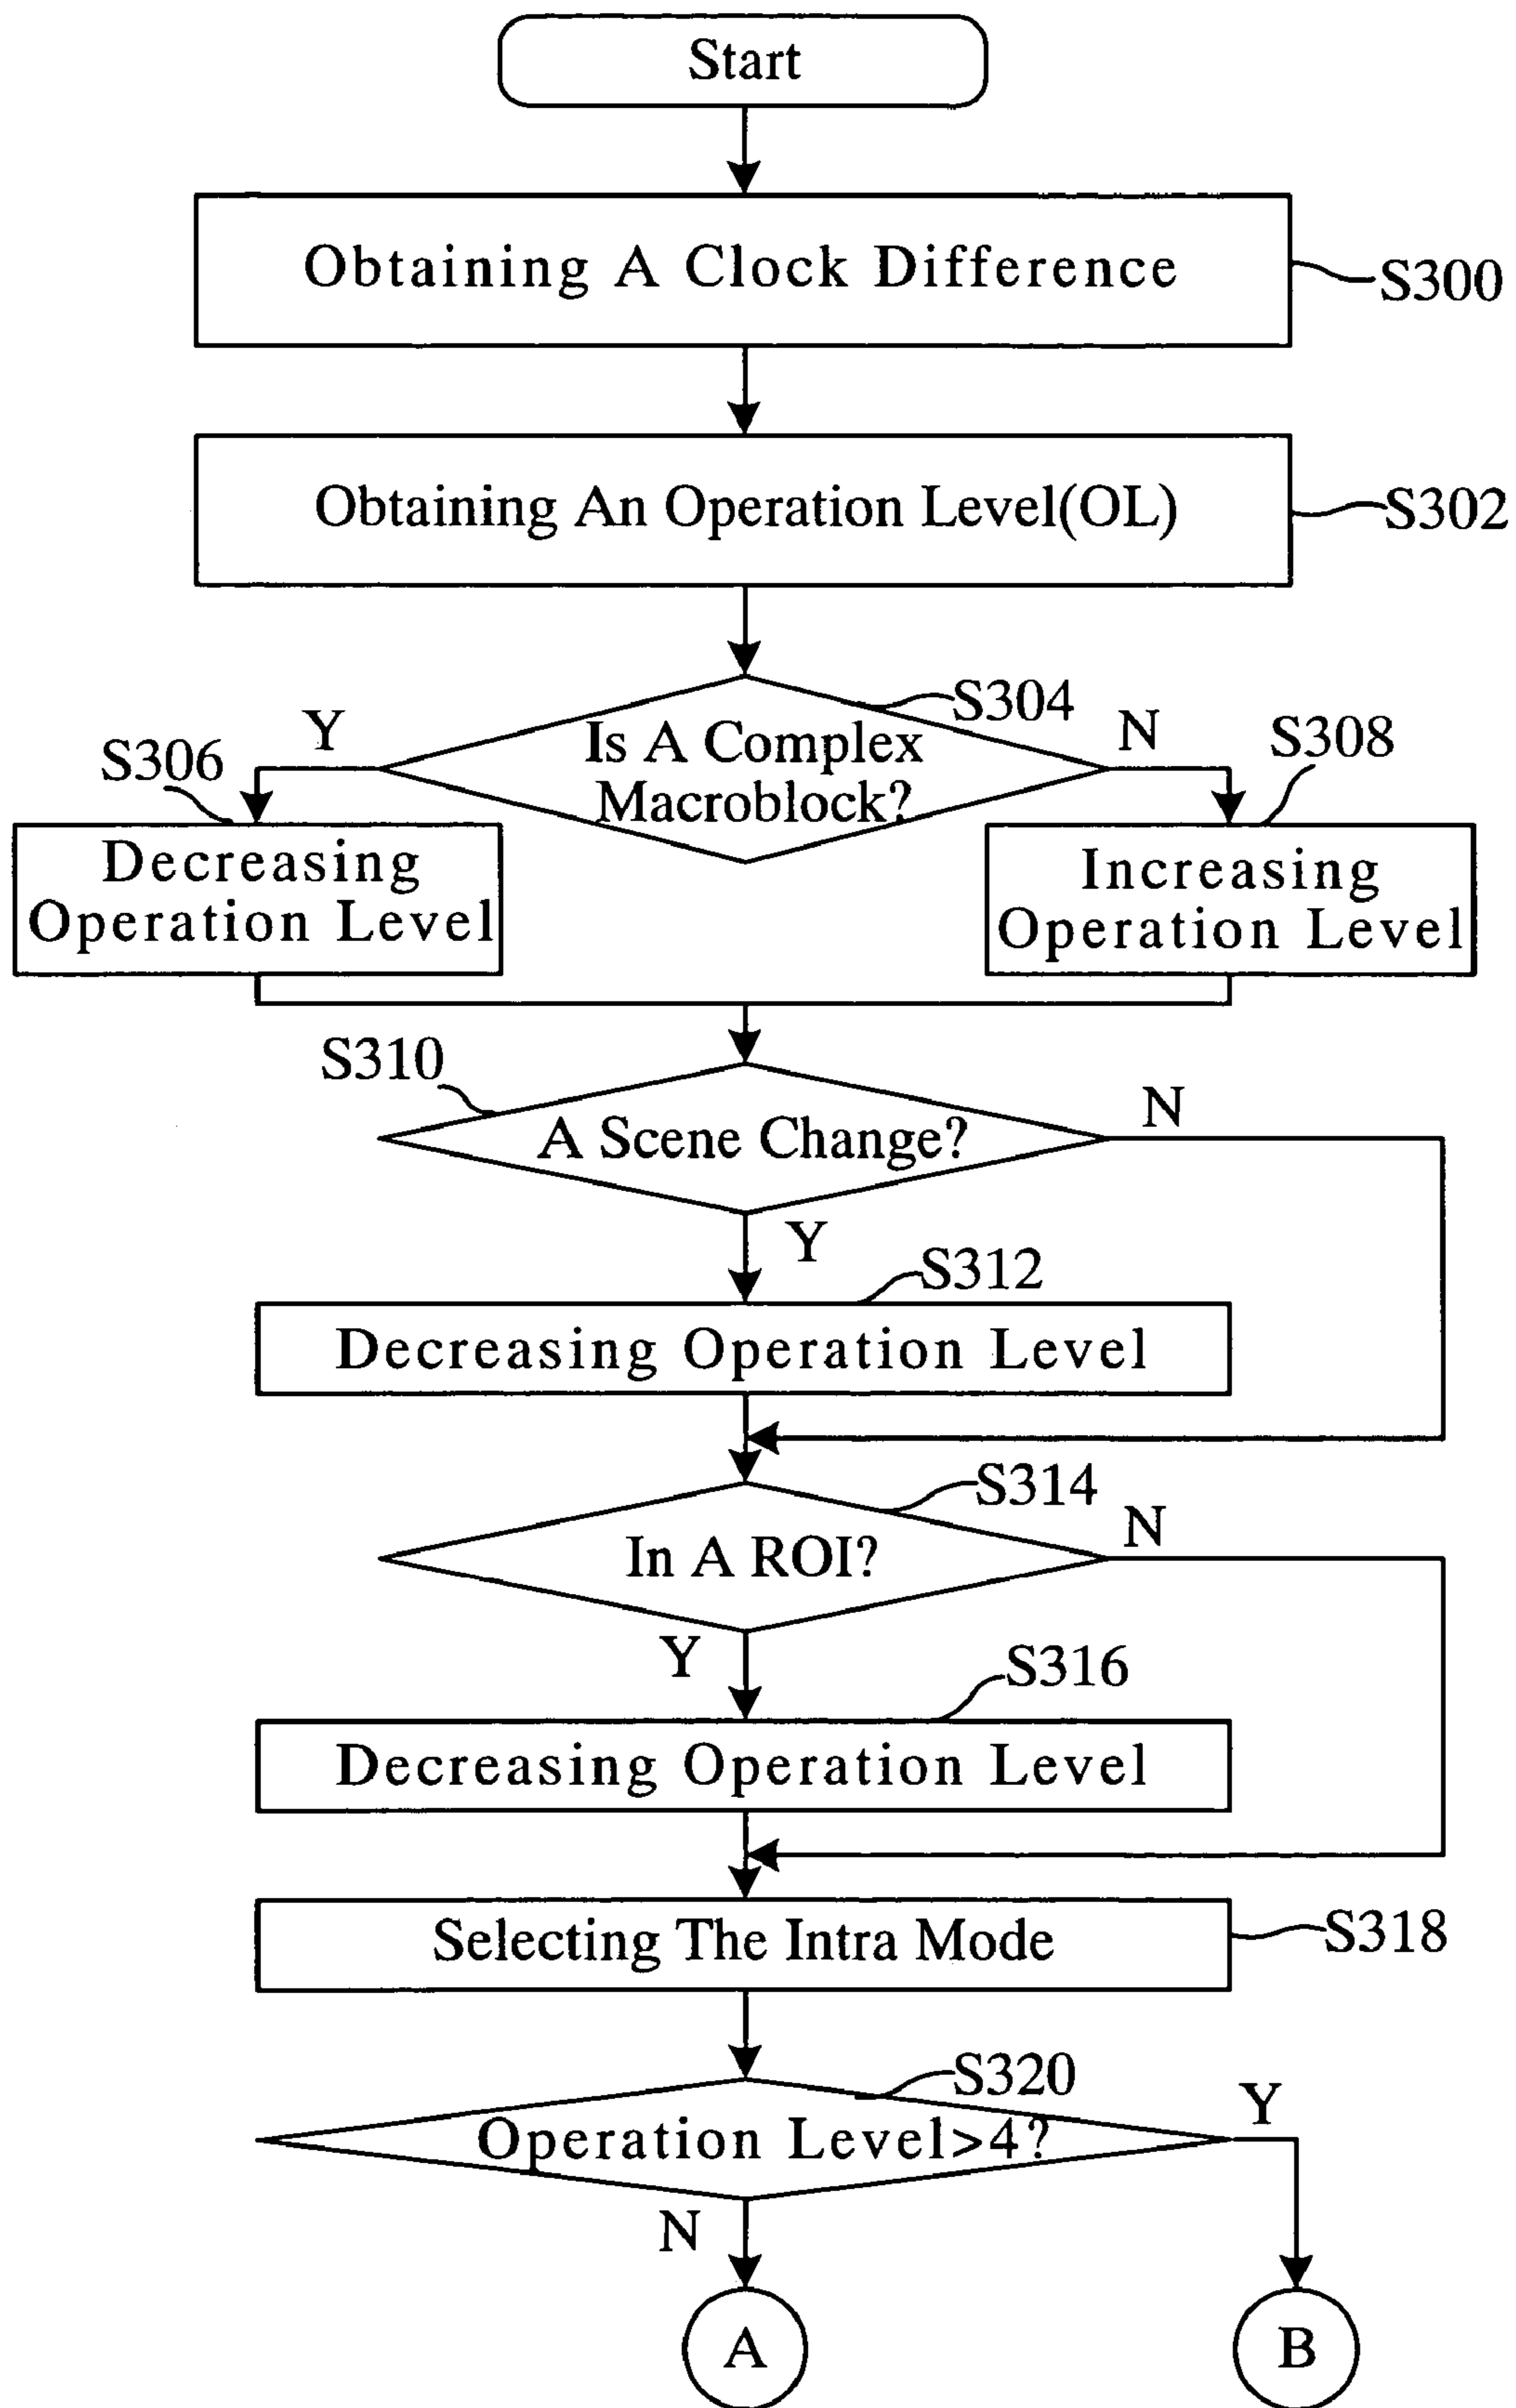 Start
Obtaining A Clock Difference
S300
Obtaining An Operation Level(OL)
S302
S304
Y
Is A Complex
Macroblock?
N
S306
S308
Decreasing
Operation Level
Increasing
Operation Level
S310
A Scene Change?
N
Y
S312
Decreasing Operation Level
S314
In A ROI?
N
Y
S316
Decreasing Operation Level
Selecting The Intra Mode
S318
S320
Operation Level>4?
Y
N
A
B